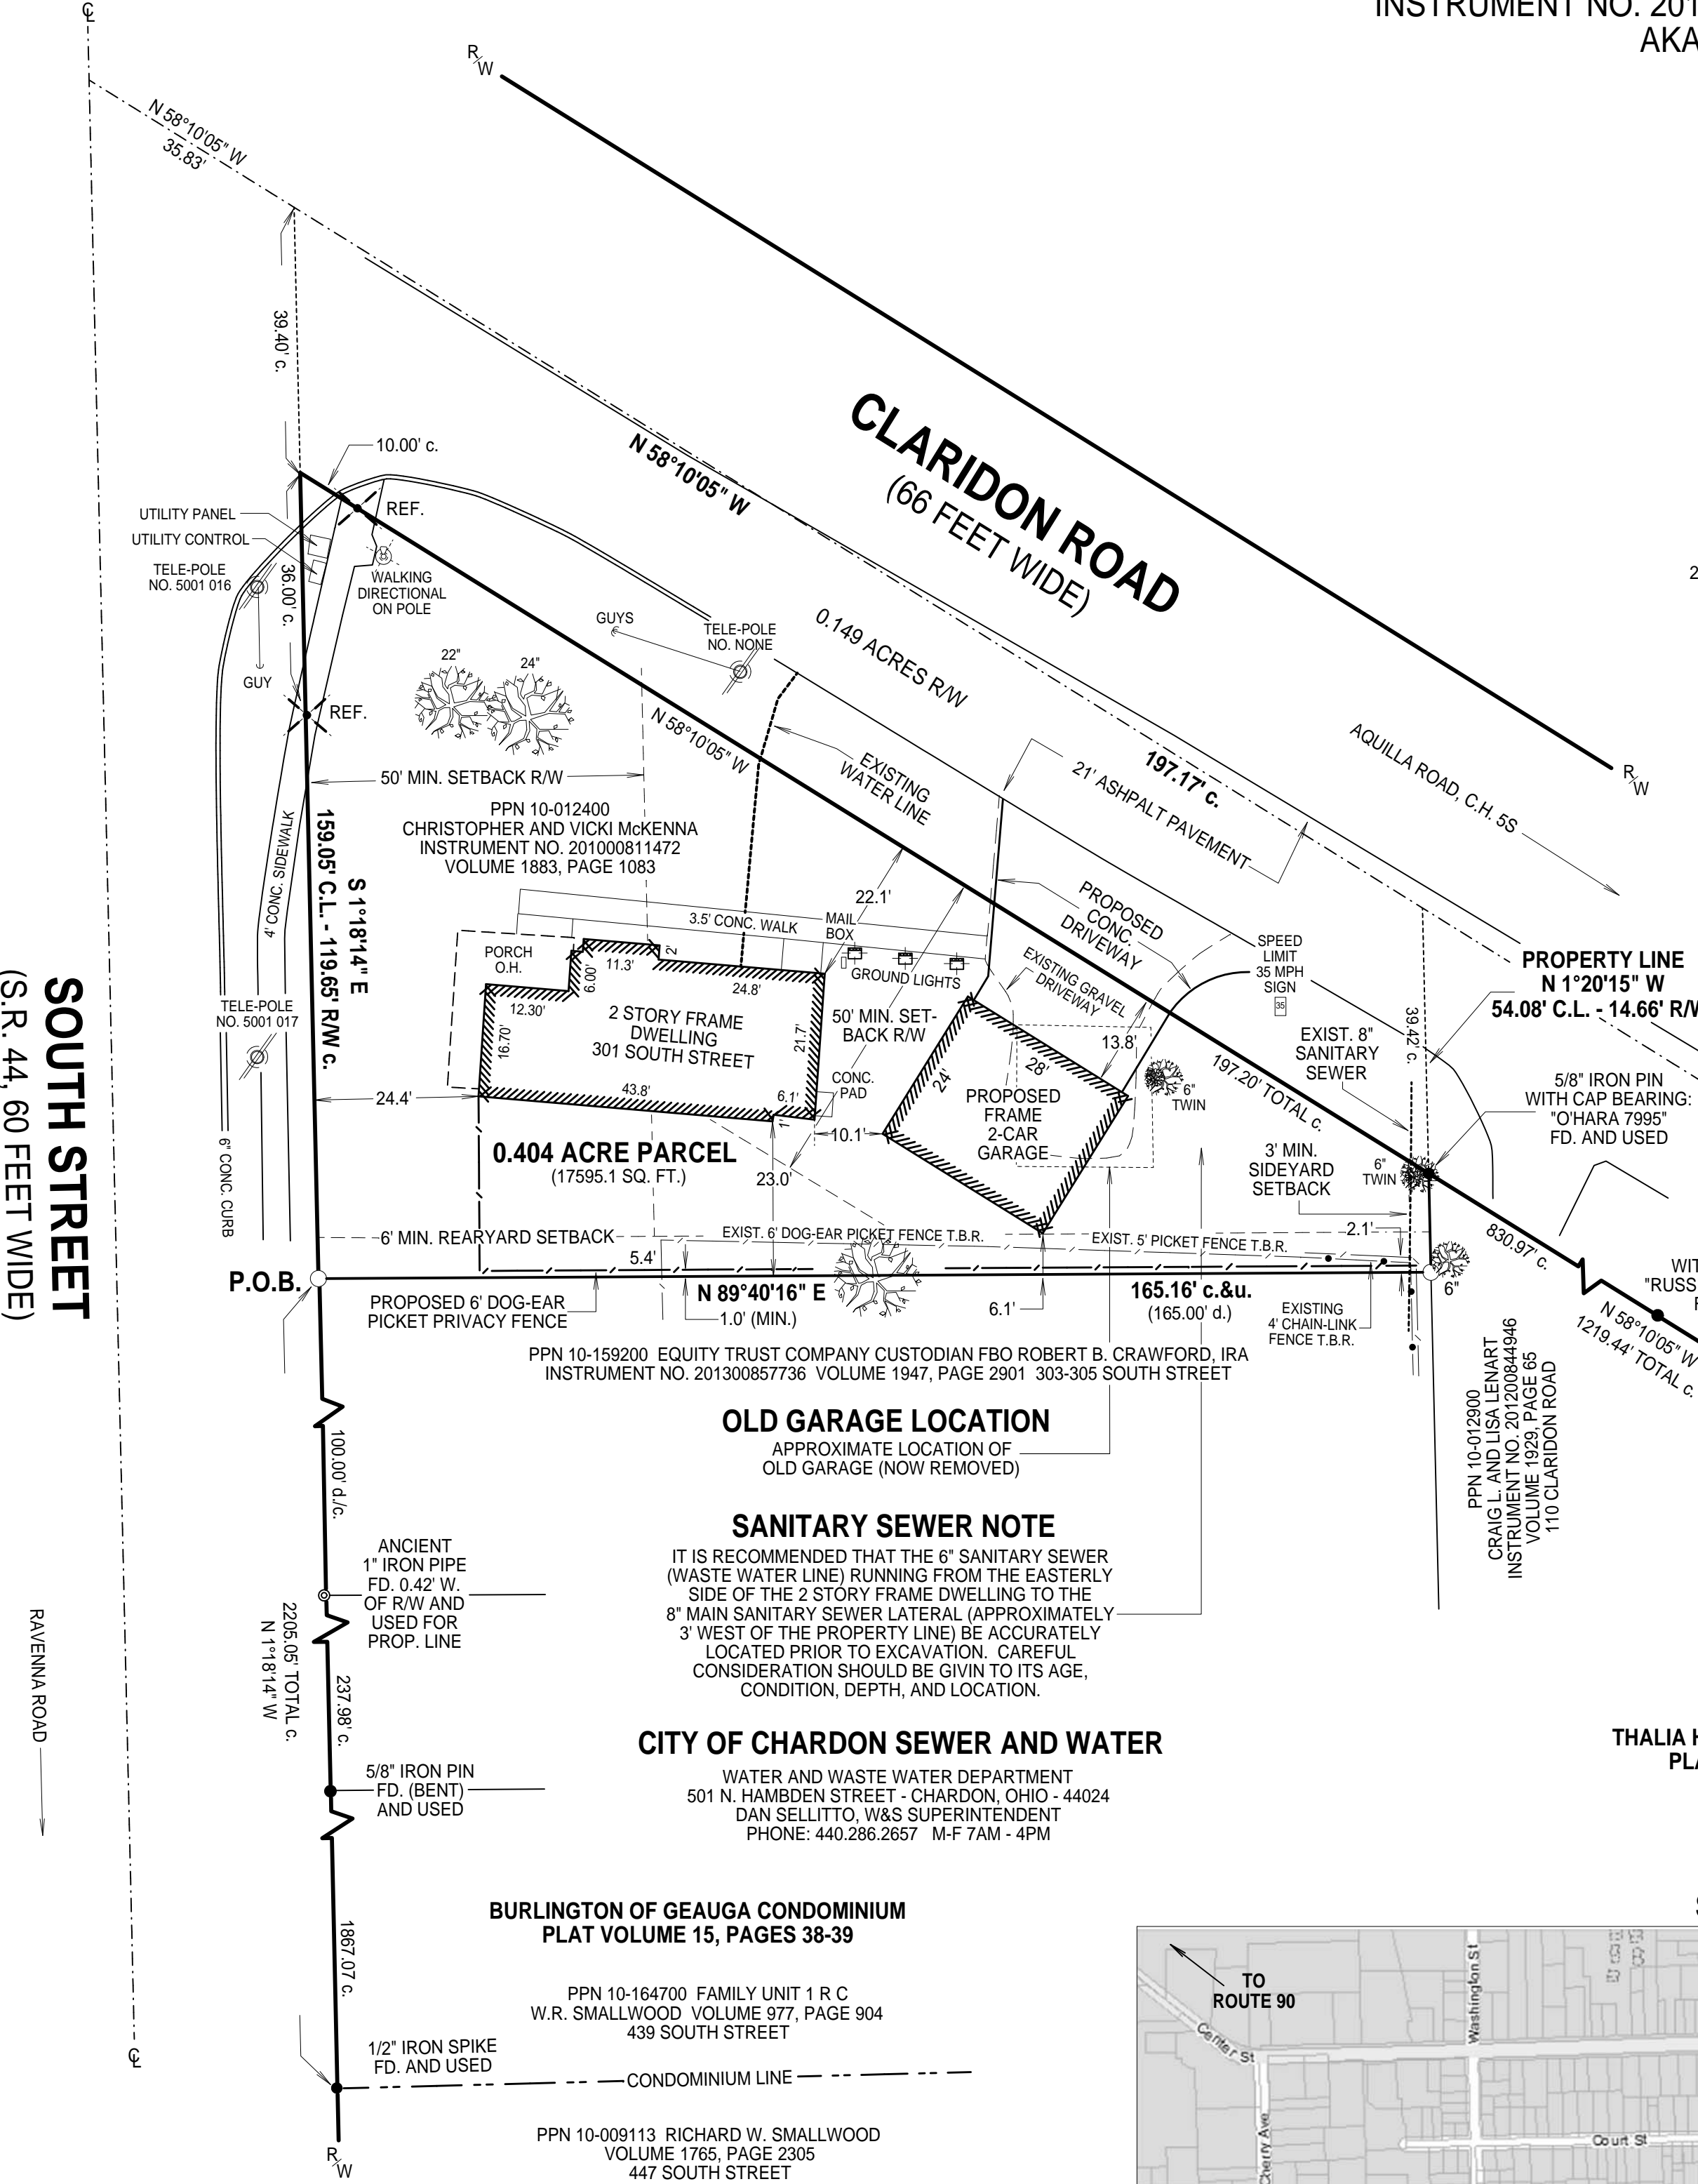 INSTRUMENT NO. 201
AKA
℄
R/W
N 58°10'05" W
35.83'
39.40' c.
10.00' c.
REF.
UTILITY PANEL
UTILITY CONTROL
TELE-POLE
NO. 5001 016
36.00' c.
WALKING
DIRECTIONAL
ON POLE
GUY
REF.
22"
24"
GUYS
TELE-POLE
NO. NONE
N 58°10'05" W
CLARIDON ROAD
(66 FEET WIDE)
0.149 ACRES R/W
N 58°10'05" W
197.17' c.
21' ASHPALT PAVEMENT
AQUILLA ROAD, C.H. 5S
R/W
2
EXISTING
WATER LINE
50' MIN. SETBACK R/W
PPN 10-012400
CHRISTOPHER AND VICKI McKENNA
INSTRUMENT NO. 201000811472
VOLUME 1883, PAGE 1083
4' CONC. SIDEWALK
159.05' C.L. - 119.65' R/W c.
S 1°18'14" E
22.1'
3.5' CONC. WALK
MAIL
BOX
GROUND LIGHTS
PROPOSED
CONC.
DRIVEWAY
EXISTING GRAVEL
DRIVEWAY
SPEED
LIMIT
35 MPH
SIGN
35
PROPERTY LINE
N 1°20'15" W
54.08' C.L. - 14.66' R/W
39.42' c.
PORCH
O.H.
11.3'
2'
6.00'
24.8'
12.30'
16.70'
2 STORY FRAME
DWELLING
301 SOUTH STREET
21.7'
43.8'
6.1'
1'
50' MIN. SET-
BACK R/W
CONC.
PAD
13.8'
28'
24'
PROPOSED
FRAME
2-CAR
GARAGE
6"
TWIN
197.20' TOTAL c.
EXIST. 8"
SANITARY
SEWER
5/8" IRON PIN
WITH CAP BEARING:
"O'HARA 7995"
FD. AND USED
TELE-POLE
NO. 5001 017
24.4'
10.1'
0.404 ACRE PARCEL
(17595.1 SQ. FT.)
23.0'
3' MIN.
SIDEYARD
SETBACK
6"
TWIN
SOUTH STREET
(S.R. 44, 60 FEET WIDE)
6" CONC. CURB
6' MIN. REARYARD SETBACK
EXIST. 6' DOG-EAR PICKET FENCE T.B.R.
EXIST. 5' PICKET FENCE T.B.R.
2.1'
830.97' c.
5.4'
P.O.B.
N 89°40'16" E
165.16' c.&u.
(165.00' d.)
6"
PROPOSED 6' DOG-EAR
PICKET PRIVACY FENCE
1.0' (MIN.)
6.1'
EXISTING
4' CHAIN-LINK
FENCE T.B.R.
WIT
"RUSS
N 58°10'05" W
1219.44' TOTAL c.
PPN 10-159200 EQUITY TRUST COMPANY CUSTODIAN FBO ROBERT B. CRAWFORD, IRA
INSTRUMENT NO. 201300857736 VOLUME 1947, PAGE 2901 303-305 SOUTH STREET
PPN 10-012900
CRAIG L. AND LISA LENART
INSTRUMENT NO. 201200844946
VOLUME 1929, PAGE 65
110 CLARIDON ROAD
OLD GARAGE LOCATION
APPROXIMATE LOCATION OF
OLD GARAGE (NOW REMOVED)
100.00' d./c.
SANITARY SEWER NOTE
IT IS RECOMMENDED THAT THE 6" SANITARY SEWER
(WASTE WATER LINE) RUNNING FROM THE EASTERLY
SIDE OF THE 2 STORY FRAME DWELLING TO THE
8" MAIN SANITARY SEWER LATERAL (APPROXIMATELY
3' WEST OF THE PROPERTY LINE) BE ACCURATELY
LOCATED PRIOR TO EXCAVATION. CAREFUL
CONSIDERATION SHOULD BE GIVIN TO ITS AGE,
CONDITION, DEPTH, AND LOCATION.
ANCIENT
1" IRON PIPE
FD. 0.42' W.
OF R/W AND
USED FOR
PROP. LINE
2205.05' TOTAL c.
N 1°18'14" W
237.98' c.
RAVENNA ROAD
CITY OF CHARDON SEWER AND WATER
WATER AND WASTE WATER DEPARTMENT
501 N. HAMBDEN STREET - CHARDON, OHIO - 44024
DAN SELLITTO, W&S SUPERINTENDENT
PHONE: 440.286.2657 M-F 7AM - 4PM
5/8" IRON PIN
FD. (BENT)
AND USED
THALIA H
PLA
BURLINGTON OF GEAUGA CONDOMINIUM
PLAT VOLUME 15, PAGES 38-39
1867.07' c.
PPN 10-164700 FAMILY UNIT 1 R C
W.R. SMALLWOOD VOLUME 977, PAGE 904
439 SOUTH STREET
1/2" IRON SPIKE
FD. AND USED
CONDOMINIUM LINE
℄
PPN 10-009113 RICHARD W. SMALLWOOD
VOLUME 1765, PAGE 2305
447 SOUTH STREET
R/W
TO
ROUTE 90
Center St
Washington St
Cherry Ave
Court St